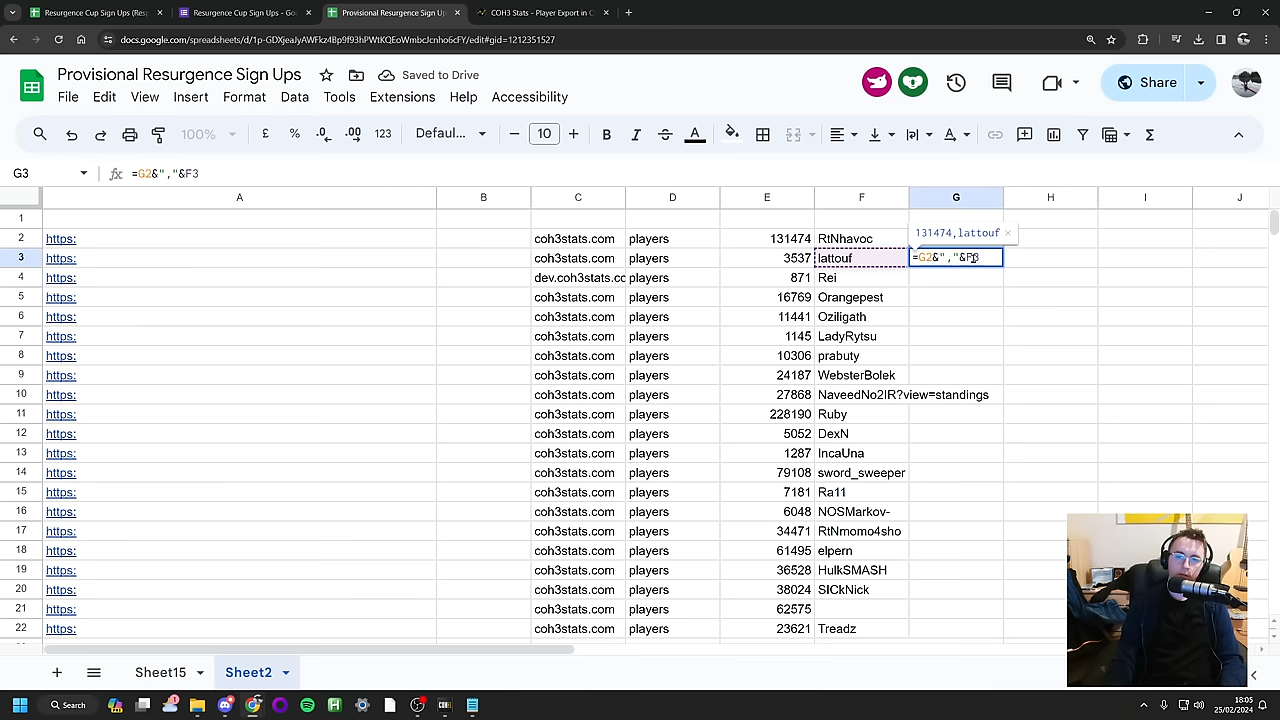 Resurgence Cup Sign Ups (Resp
Resurgence Cup Sign Ups - Go
Provisional Resurgence Sign Up
COH3 Stats - Player Export in C
docs.google.com/spreadsheets/d/1p-GDXjeaJyAWFkz4Bp9f93hPWtKQEoWmbcJcnho6cFY/edit#gid=1212351527
Provisional Resurgence Sign Ups
Saved to Drive
Share
File Edit View Insert Format Data Tools Extensions Help Accessibility
100% £ % .0 .00 123 Defaul... 10 B I A
G3 fx =G2&","&F3
A B C D E F G H I J
1
2 https: coh3stats.com players 131474 RtNhavoc 131474,lattouf
3 https: coh3stats.com players 3537 lattouf =G2&","&F3
4 https: dev.coh3stats.co players 871 Rei
5 https: coh3stats.com players 16769 Orangepest
6 https: coh3stats.com players 11441 Oziligath
7 https: coh3stats.com players 1145 LadyRytsu
8 https: coh3stats.com players 10306 prabuty
9 https: coh3stats.com players 24187 WebsterBolek
10 https: coh3stats.com players 27868 NaveedNo2IR?view=standings
11 https: coh3stats.com players 228190 Ruby
12 https: coh3stats.com players 5052 DexN
13 https: coh3stats.com players 1287 IncaUna
14 https: coh3stats.com players 79108 sword_sweeper
15 https: coh3stats.com players 7181 Ra11
16 https: coh3stats.com players 6048 NOSMarkov-
17 https: coh3stats.com players 34471 RtNmomo4sho
18 https: coh3stats.com players 61495 elpern
19 https: coh3stats.com players 36528 HulkSMASH
20 https: coh3stats.com players 38024 SICkNick
21 https: coh3stats.com players 62575
22 https: coh3stats.com players 23621 Treadz
Sheet15 Sheet2
Search
18:05
25/02/2024